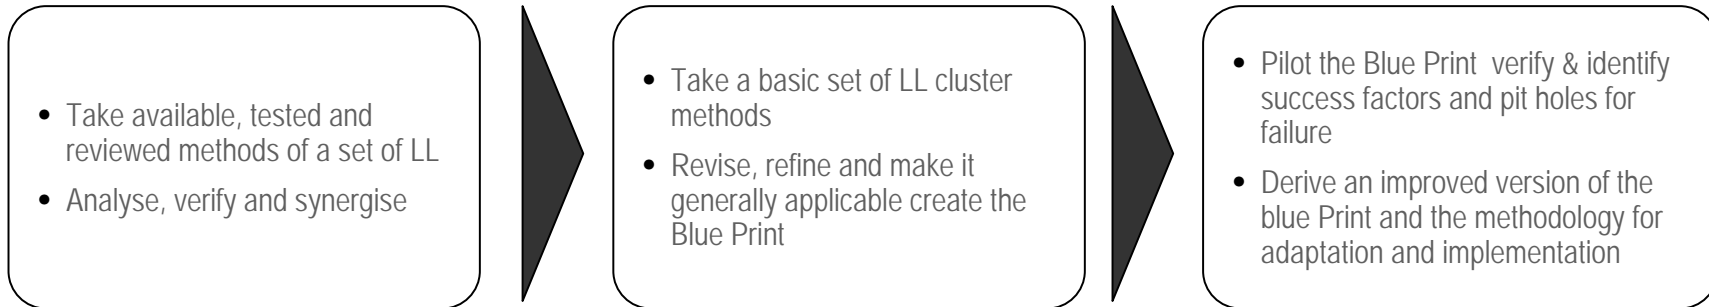 • Take available, tested and
reviewed methods of a set of LL
• Analyse, verify and synergise
• Take a basic set of LL cluster
methods
• Revise, refine and make it
generally applicable create the
Blue Print
• Pilot the Blue Print  verify & identify
success factors and pit holes for
failure
• Derive an improved version of the
blue Print and the methodology for
adaptation and implementation